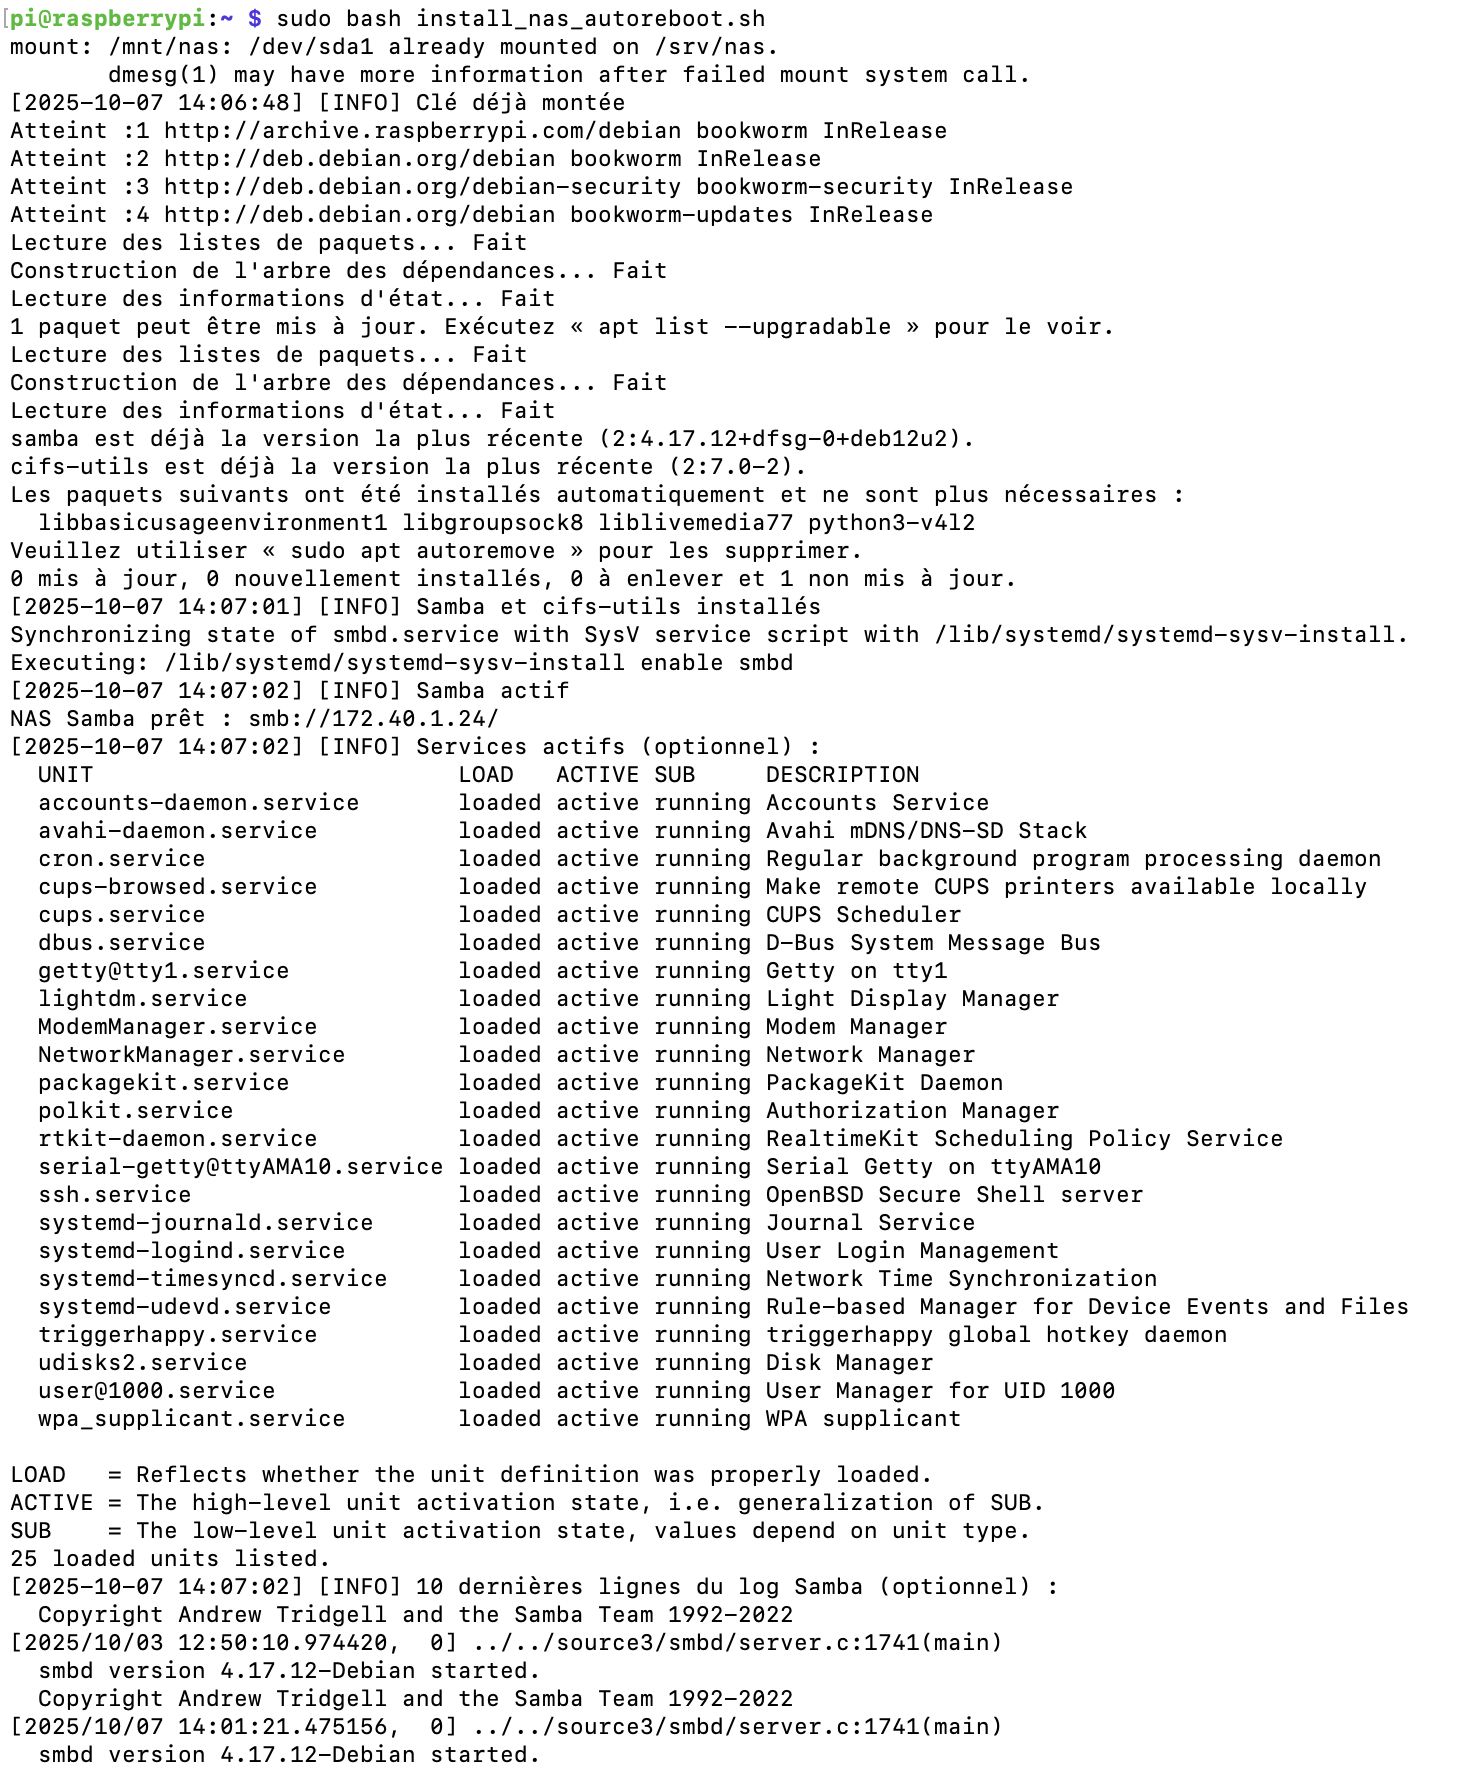 pi@raspberrypi:~ $ sudo bash install_nas_autoreboot.sh
mount: /mnt/nas: /dev/sda1 already mounted on /srv/nas.
       dmesg(1) may have more information after failed mount system call.
[2025-10-07 14:06:48] [INFO] Clé déjà montée
Atteint :1 http://archive.raspberrypi.com/debian bookworm InRelease
Atteint :2 http://deb.debian.org/debian bookworm InRelease
Atteint :3 http://deb.debian.org/debian-security bookworm-security InRelease
Atteint :4 http://deb.debian.org/debian bookworm-updates InRelease
Lecture des listes de paquets... Fait
Construction de l'arbre des dépendances... Fait
Lecture des informations d'état... Fait
1 paquet peut être mis à jour. Exécutez « apt list --upgradable » pour le voir.
Lecture des listes de paquets... Fait
Construction de l'arbre des dépendances... Fait
Lecture des informations d'état... Fait
samba est déjà la version la plus récente (2:4.17.12+dfsg-0+deb12u2).
cifs-utils est déjà la version la plus récente (2:7.0-2).
Les paquets suivants ont été installés automatiquement et ne sont plus nécessaires :
  libbasicusageenvironment1 libgroupsock8 liblivemedia77 python3-v4l2
Veuillez utiliser « sudo apt autoremove » pour les supprimer.
0 mis à jour, 0 nouvellement installés, 0 à enlever et 1 non mis à jour.
[2025-10-07 14:07:01] [INFO] Samba et cifs-utils installés
Synchronizing state of smbd.service with SysV service script with /lib/systemd/systemd-sysv-install.
Executing: /lib/systemd/systemd-sysv-install enable smbd
[2025-10-07 14:07:02] [INFO] Samba actif
NAS Samba prêt : smb://172.40.1.24/
[2025-10-07 14:07:02] [INFO] Services actifs (optionnel) :
  UNIT                          LOAD   ACTIVE SUB     DESCRIPTION
  accounts-daemon.service       loaded active running Accounts Service
  avahi-daemon.service          loaded active running Avahi mDNS/DNS-SD Stack
  cron.service                  loaded active running Regular background program processing daemon
  cups-browsed.service          loaded active running Make remote CUPS printers available locally
  cups.service                  loaded active running CUPS Scheduler
  dbus.service                  loaded active running D-Bus System Message Bus
  getty@tty1.service            loaded active running Getty on tty1
  lightdm.service               loaded active running Light Display Manager
  ModemManager.service          loaded active running Modem Manager
  NetworkManager.service        loaded active running Network Manager
  packagekit.service            loaded active running PackageKit Daemon
  polkit.service                loaded active running Authorization Manager
  rtkit-daemon.service          loaded active running RealtimeKit Scheduling Policy Service
  serial-getty@ttyAMA10.service loaded active running Serial Getty on ttyAMA10
  ssh.service                   loaded active running OpenBSD Secure Shell server
  systemd-journald.service      loaded active running Journal Service
  systemd-logind.service        loaded active running User Login Management
  systemd-timesyncd.service     loaded active running Network Time Synchronization
  systemd-udevd.service         loaded active running Rule-based Manager for Device Events and Files
  triggerhappy.service          loaded active running triggerhappy global hotkey daemon
  udisks2.service               loaded active running Disk Manager
  user@1000.service             loaded active running User Manager for UID 1000
  wpa_supplicant.service        loaded active running WPA supplicant

LOAD   = Reflects whether the unit definition was properly loaded.
ACTIVE = The high-level unit activation state, i.e. generalization of SUB.
SUB    = The low-level unit activation state, values depend on unit type.
25 loaded units listed.
[2025-10-07 14:07:02] [INFO] 10 dernières lignes du log Samba (optionnel) :
  Copyright Andrew Tridgell and the Samba Team 1992-2022
[2025/10/03 12:50:10.974420,  0] ../../source3/smbd/server.c:1741(main)
  smbd version 4.17.12-Debian started.
  Copyright Andrew Tridgell and the Samba Team 1992-2022
[2025/10/07 14:01:21.475156,  0] ../../source3/smbd/server.c:1741(main)
  smbd version 4.17.12-Debian started.